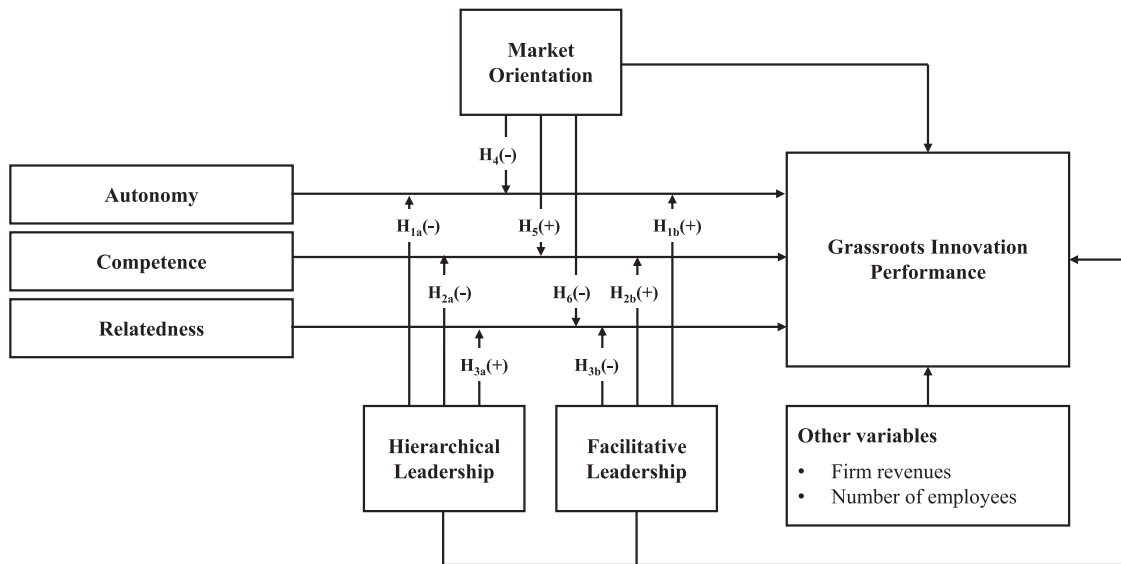 Market
Orientation
H4(-)
Autonomy
H1a(-)
H5(+)
H1b(+)
Competence
Grassroots Innovation
Performance
H2a(-)
H6(-)
H2b(+)
Relatedness
H3a(+)
H3b(-)
Hierarchical
Leadership
Facilitative
Leadership
Other variables
• Firm revenues
• Number of employees